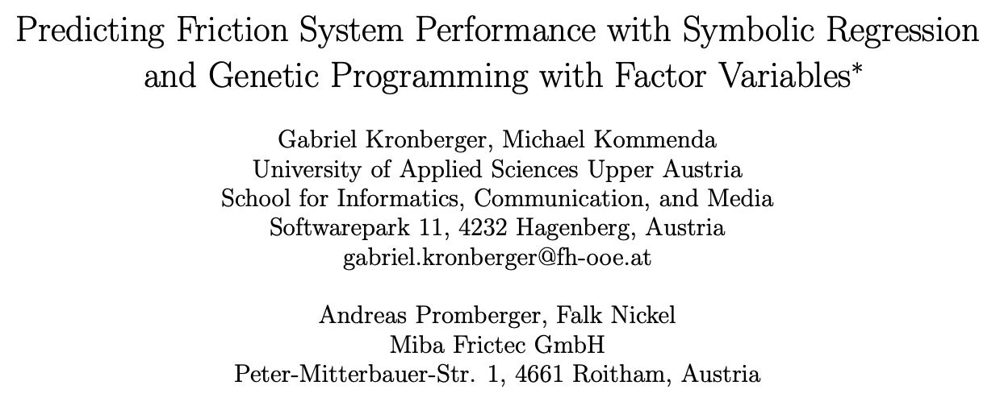 Predicting Friction System Performance with Symbolic Regression
and Genetic Programming with Factor Variables*
Gabriel Kronberger, Michael Kommenda
University of Applied Sciences Upper Austria
School for Informatics, Communication, and Media
Softwarepark 11, 4232 Hagenberg, Austria
gabriel.kronberger@fh-ooe.at
Andreas Promberger, Falk Nickel
Miba Frictec GmbH
Peter-Mitterbauer-Str. 1, 4661 Roitham, Austria